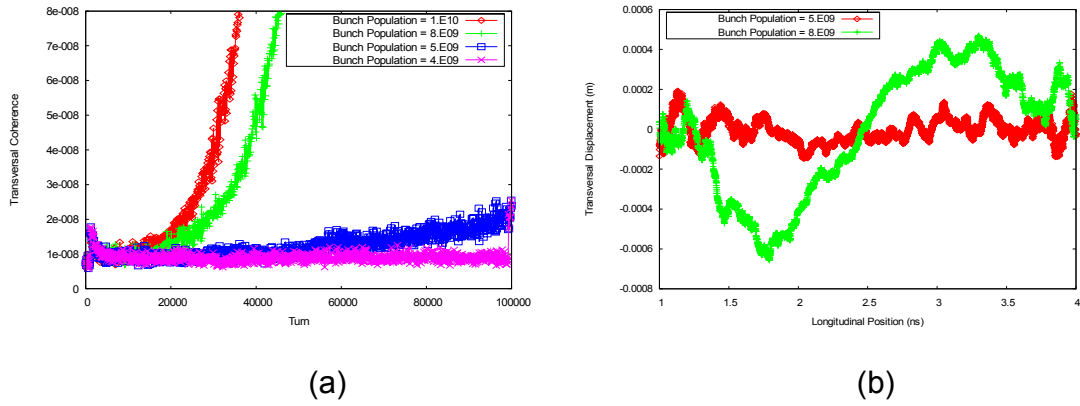 8e-008
7e-008
6e-008
5e-008
4e-008
3e-008
2e-008
1e-008
0
Transversal Coherence
Bunch Population = 1.E10
Bunch Population = 8.E09
Bunch Population = 5.E09
Bunch Population = 4.E09
0 20000 40000 60000 80000 100000
Turn
(a)
0.0006
0.0004
0.0002
0
-0.0002
-0.0004
-0.0006
-0.0008
Transversal Displacement (m)
Bunch Population = 5.E09
Bunch Population = 8.E09
1 1.5 2 2.5 3 3.5 4
Longitudinal Position (ns)
(b)